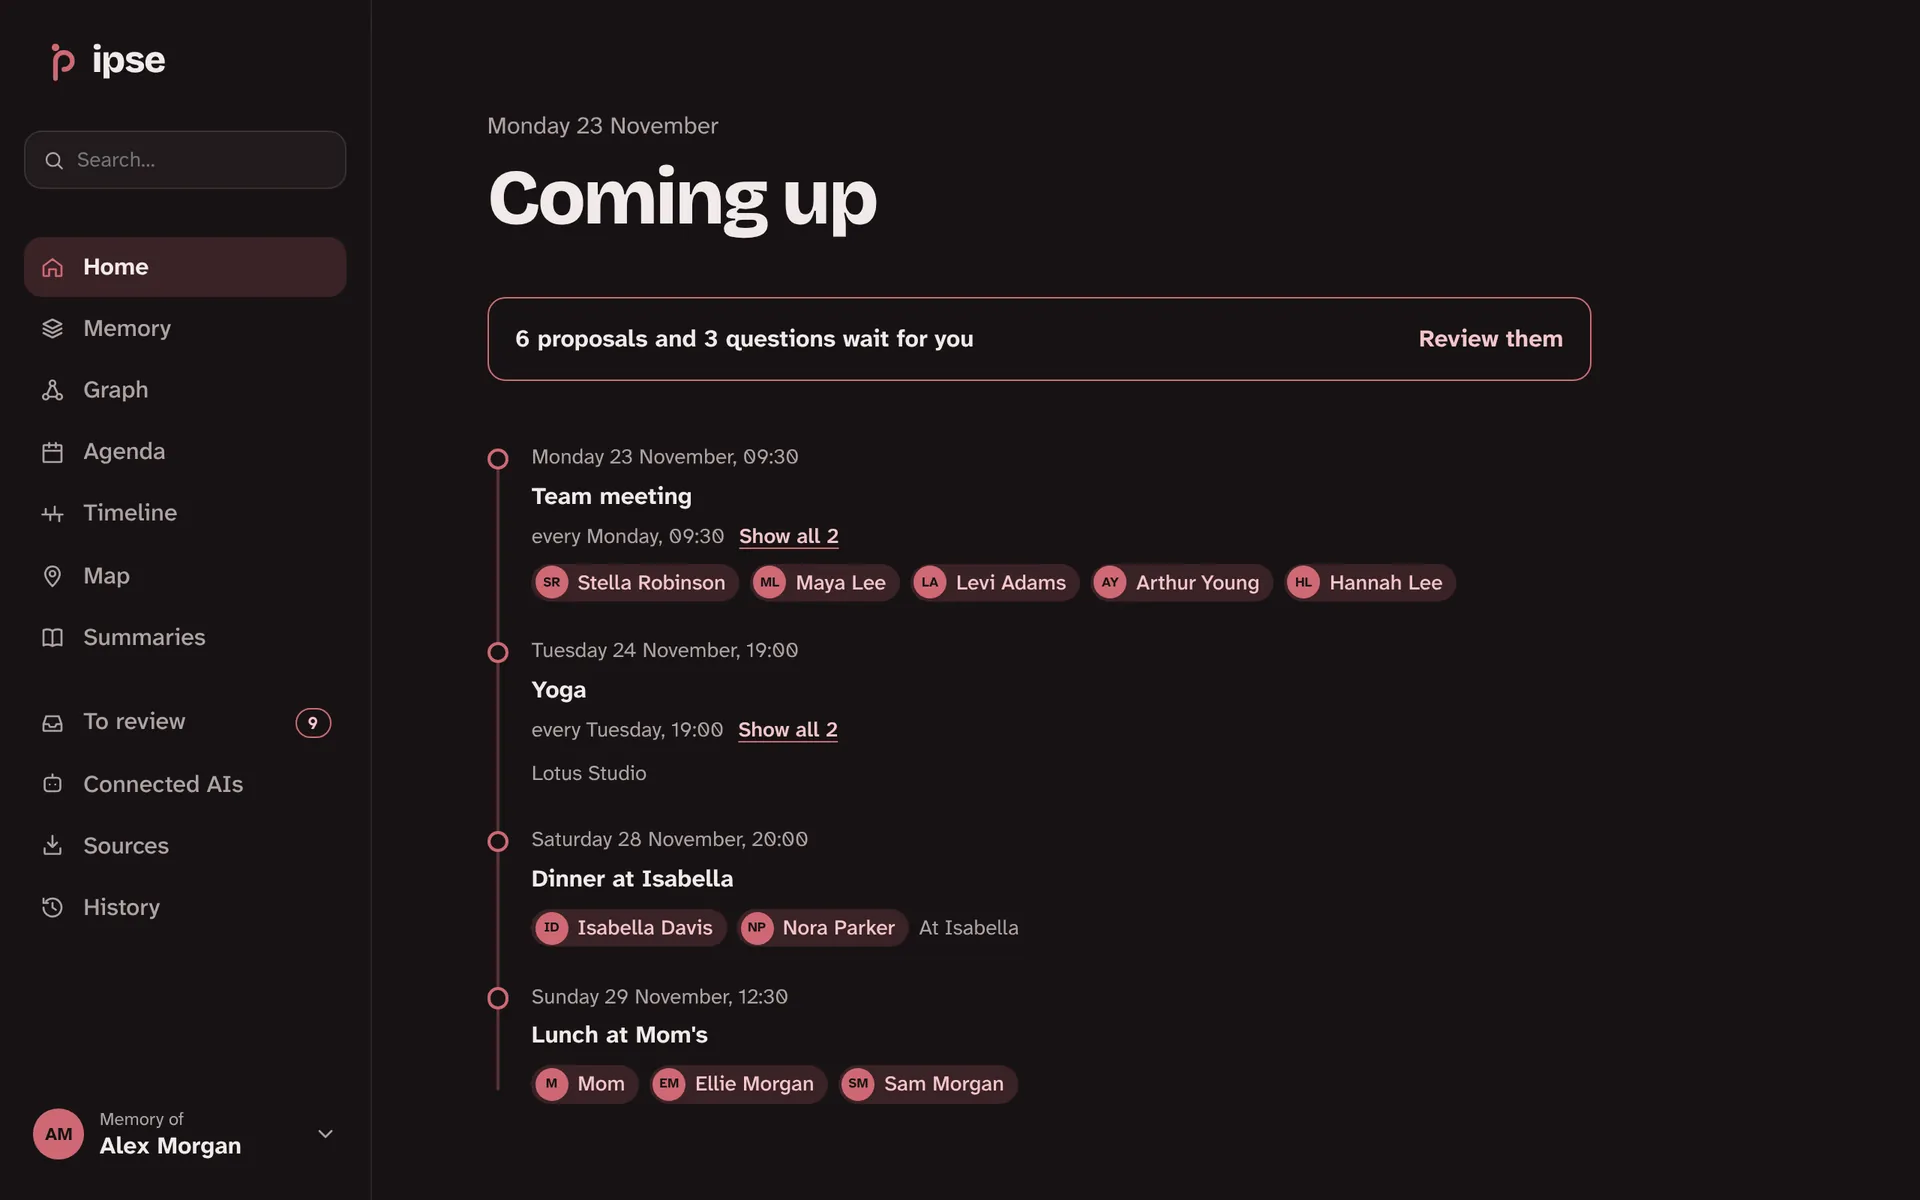 ipse
Search...
Home
Memory
Graph
Agenda
Timeline
Map
Summaries
To review 9
Connected AIs
Sources
History
AM Memory of
Alex Morgan
Monday 23 November
Coming up
6 proposals and 3 questions wait for you Review them
Monday 23 November, 09:30
Team meeting
every Monday, 09:30 Show all 2
SR Stella Robinson ML Maya Lee LA Levi Adams AY Arthur Young HL Hannah Lee
Tuesday 24 November, 19:00
Yoga
every Tuesday, 19:00 Show all 2
Lotus Studio
Saturday 28 November, 20:00
Dinner at Isabella
ID Isabella Davis NP Nora Parker At Isabella
Sunday 29 November, 12:30
Lunch at Mom's
M Mom EM Ellie Morgan SM Sam Morgan